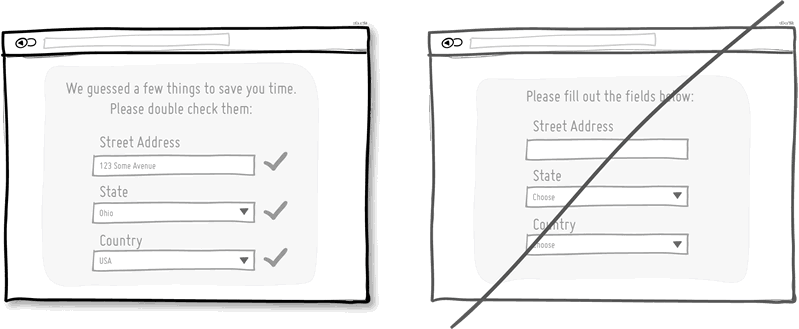 We guessed a few things to save you time.
Please double check them:
Street Address
123 Some Avenue
State
Ohio
Country
USA
Please fill out the fields below:
Street Address
State
Choose
Country
Choose